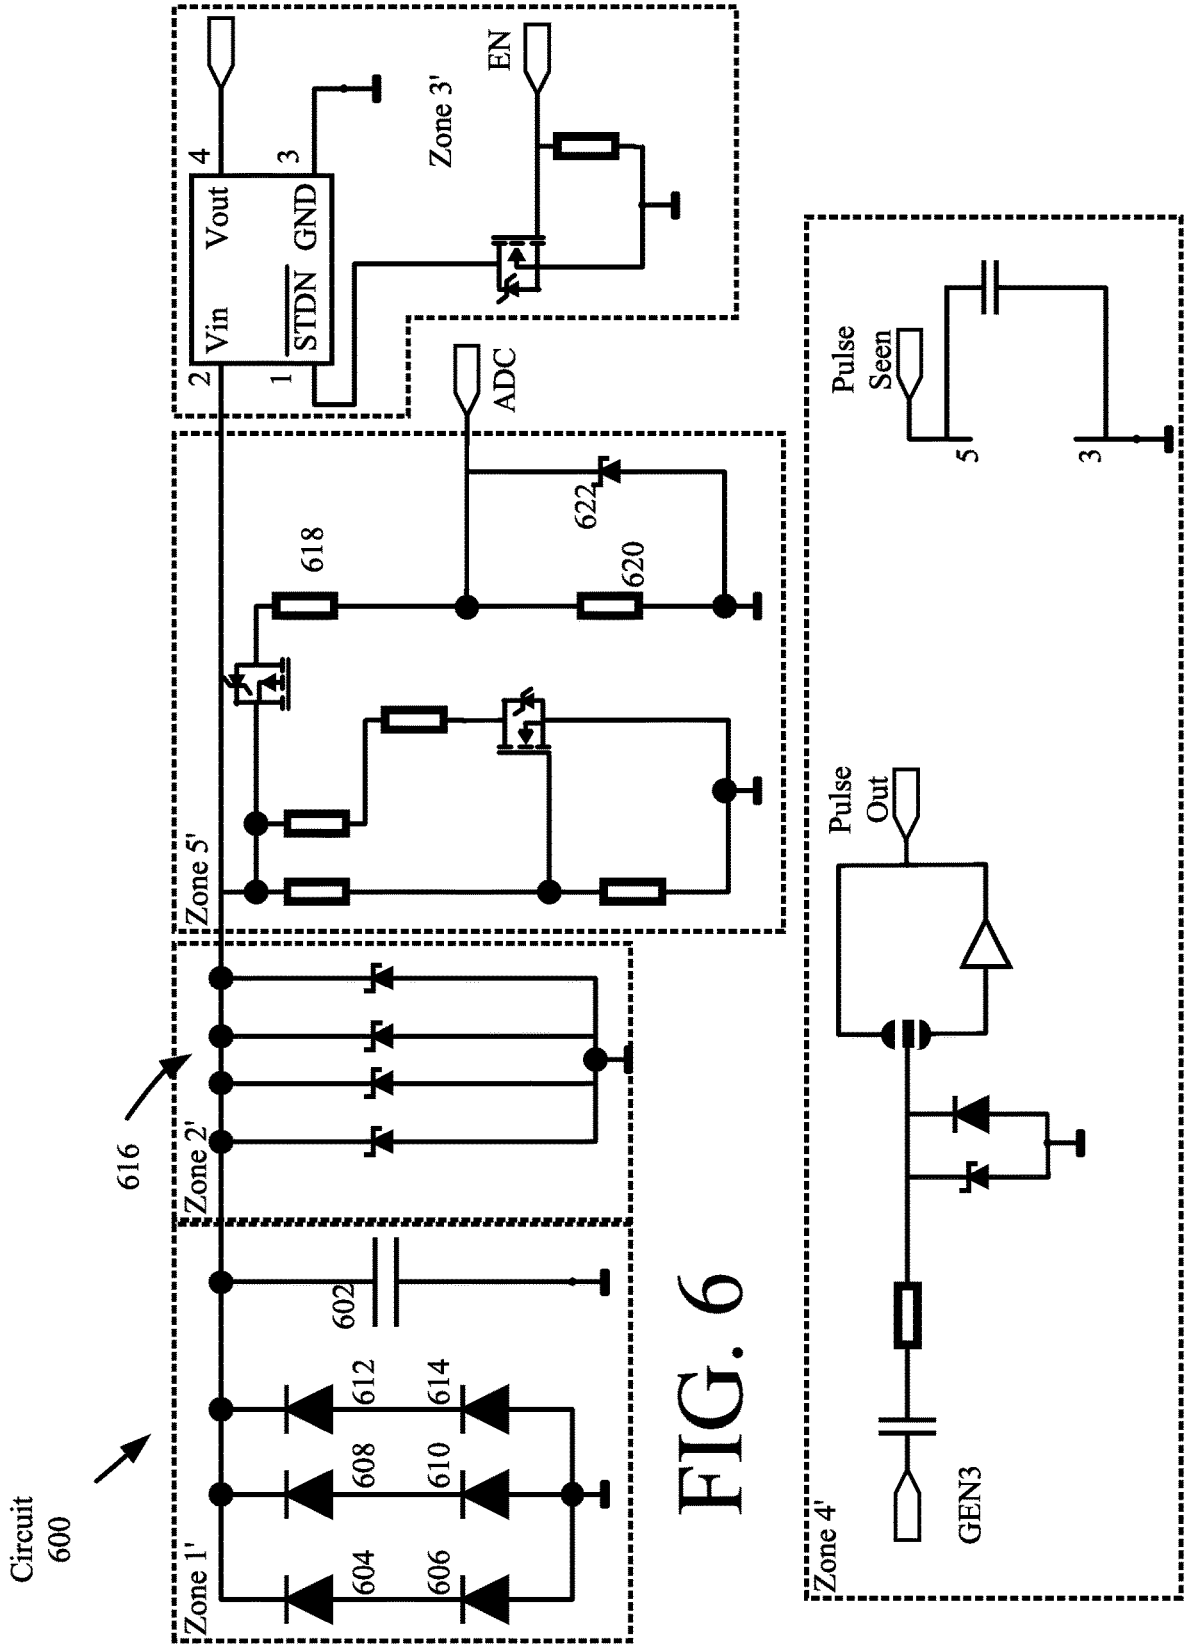 Circuit
600
Zone 1'
604
606
608
610
612
614
602
616
Zone 2'
Zone 5'
618
620
622
ADC
2
Vin
Vout
4
1
STDN
GND
3
Zone 3'
EN
FIG. 6
Zone 4'
GEN3
Pulse
Out
Pulse
Seen
5
3